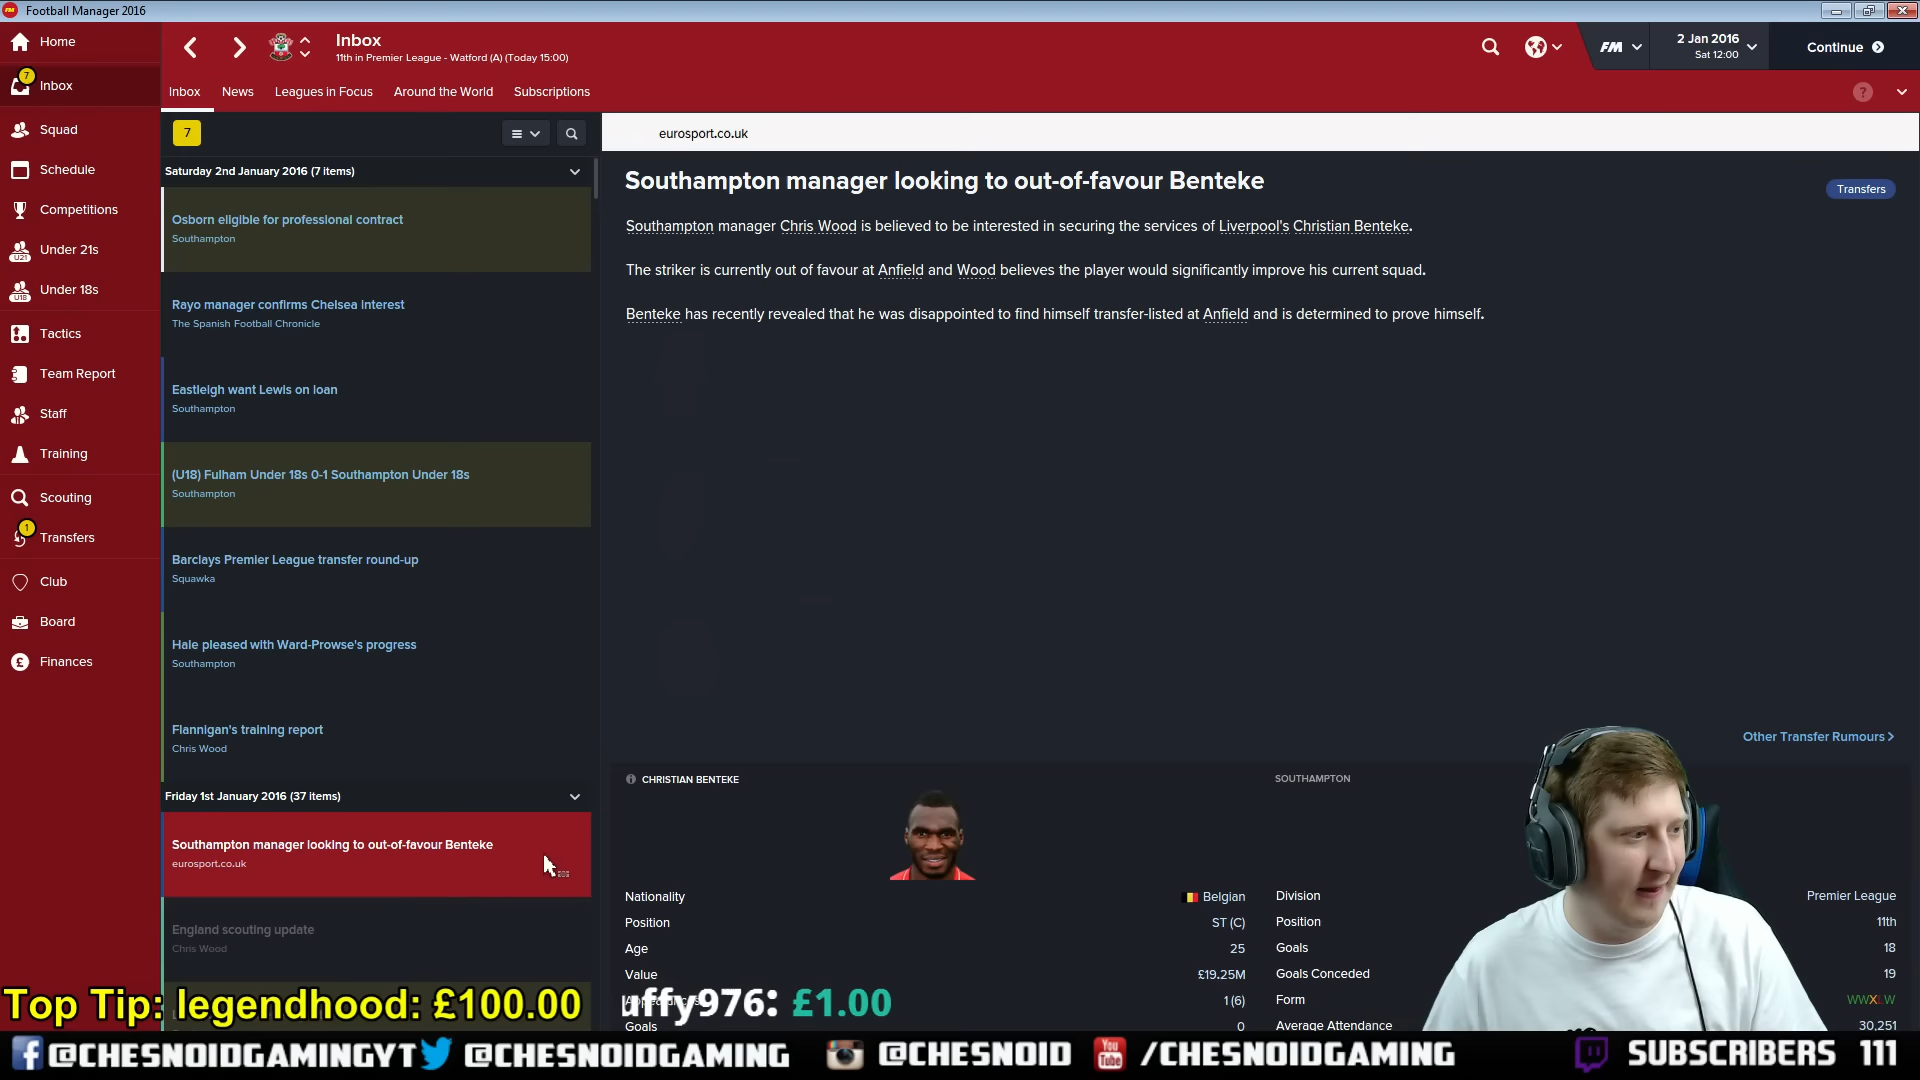 Football Manager 2016
Home
7
Inbox
Squad
Schedule
Competitions
U21
Under 21s
U18
Under 18s
Tactics
Team Report
Staff
Training
Scouting
1
Transfers
Club
Board
£
Finances
Inbox
11th in Premier League - Watford (A) (Today 15:00)
FM
2 Jan 2016
Sat 12:00
Continue
Inbox
News
Leagues in Focus
Around the World
Subscriptions
?
7
Saturday 2nd January 2016 (7 items)
Osborn eligible for professional contract
Southampton
Rayo manager confirms Chelsea interest
The Spanish Football Chronicle
Eastleigh want Lewis on loan
Southampton
(U18) Fulham Under 18s 0-1 Southampton Under 18s
Southampton
Barclays Premier League transfer round-up
Squawka
Hale pleased with Ward-Prowse's progress
Southampton
Flannigan's training report
Chris Wood
Friday 1st January 2016 (37 items)
Southampton manager looking to out-of-favour Benteke
eurosport.co.uk
England scouting update
Chris Wood
eurosport.co.uk
Southampton manager looking to out-of-favour Benteke
Transfers
Southampton manager Chris Wood is believed to be interested in securing the services of Liverpool's Christian Benteke.
The striker is currently out of favour at Anfield and Wood believes the player would significantly improve his current squad.
Benteke has recently revealed that he was disappointed to find himself transfer-listed at Anfield and is determined to prove himself.
Other Transfer Rumours
CHRISTIAN BENTEKE
Nationality Belgian
Position ST (C)
Age 25
Value £19.25M
1 (6)
Goals 0
SOUTHAMPTON
Division Premier League
Position 11th
Goals 18
Goals Conceded 19
Form WWXLW
Average Attendance 30,251
Top Tip: legendhood: £100.00
uffy976: £1.00
@CHESNOIDGAMINGYT
@CHESNOIDGAMING
@CHESNOID
You Tube
/CHESNOIDGAMING
SUBSCRIBERS 111